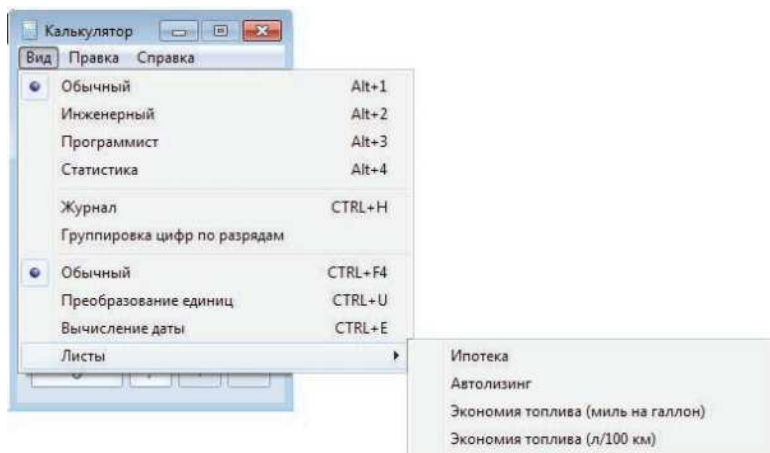 Калькулятор
Вид Правка Справка
Обычный Alt+1
Инженерный Alt+2
Программист Alt+3
Статистика Alt+4
Журнал CTRL+H
Группировка цифр по разрядам
Обычный CTRL+F4
Преобразование единиц CTRL+U
Вычисление даты CTRL+E
Листы
Ипотека
Автолизинг
Экономия топлива (миль на галлон)
Экономия топлива (л/100 км)